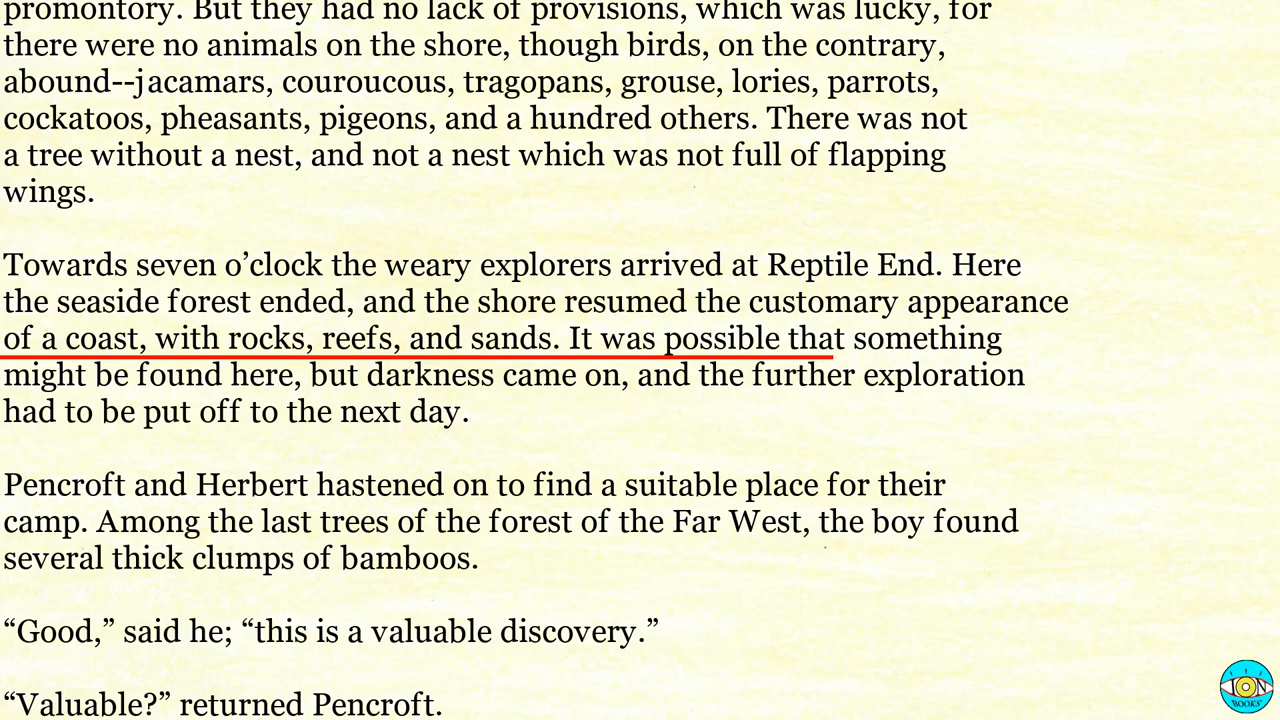 promontory. But they had no lack of provisions, which was lucky, for
there were no animals on the shore, though birds, on the contrary,
abound--jacamars, couroucous, tragopans, grouse, lories, parrots,
cockatoos, pheasants, pigeons, and a hundred others. There was not
a tree without a nest, and not a nest which was not full of flapping
wings.
Towards seven o’clock the weary explorers arrived at Reptile End. Here
the seaside forest ended, and the shore resumed the customary appearance
of a coast, with rocks, reefs, and sands. It was possible that something
might be found here, but darkness came on, and the further exploration
had to be put off to the next day.
Pencroft and Herbert hastened on to find a suitable place for their
camp. Among the last trees of the forest of the Far West, the boy found
several thick clumps of bamboos.
“Good,” said he; “this is a valuable discovery.”
“Valuable?” returned Pencroft.
ION
BOOKS